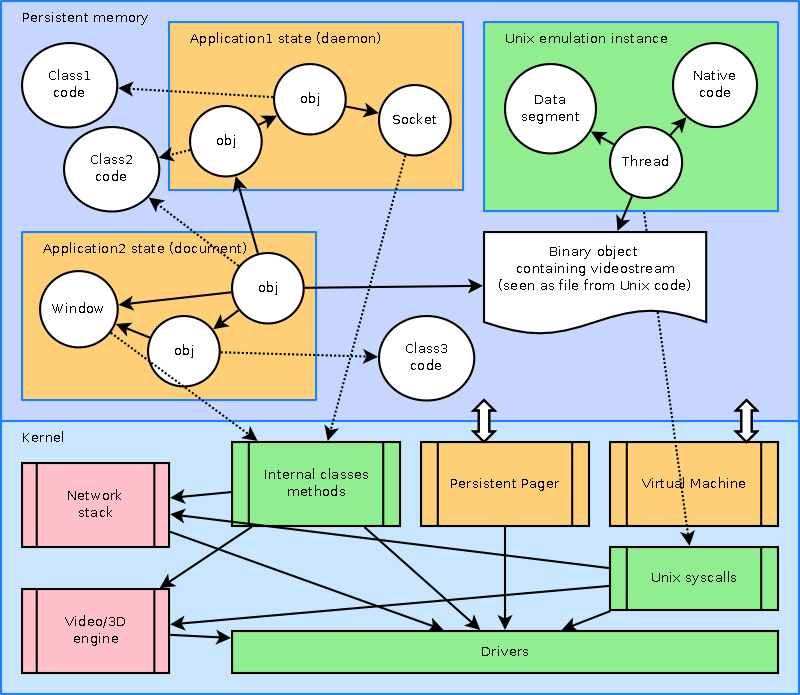 Persistent memory
Application1 state (daemon)
Unix emulation instance
Class1
code
obj
Socket
obj
Class2
code
Data
segment
Native
code
Thread
Application2 state (document)
obj
Window
obj
Class3
code
Binary object
containing videostream
(seen as file from Unix code)
Kernel
Network
stack
Internal classes
methods
Persistent Pager
Virtual Machine
Unix syscalls
Video/3D
engine
Drivers